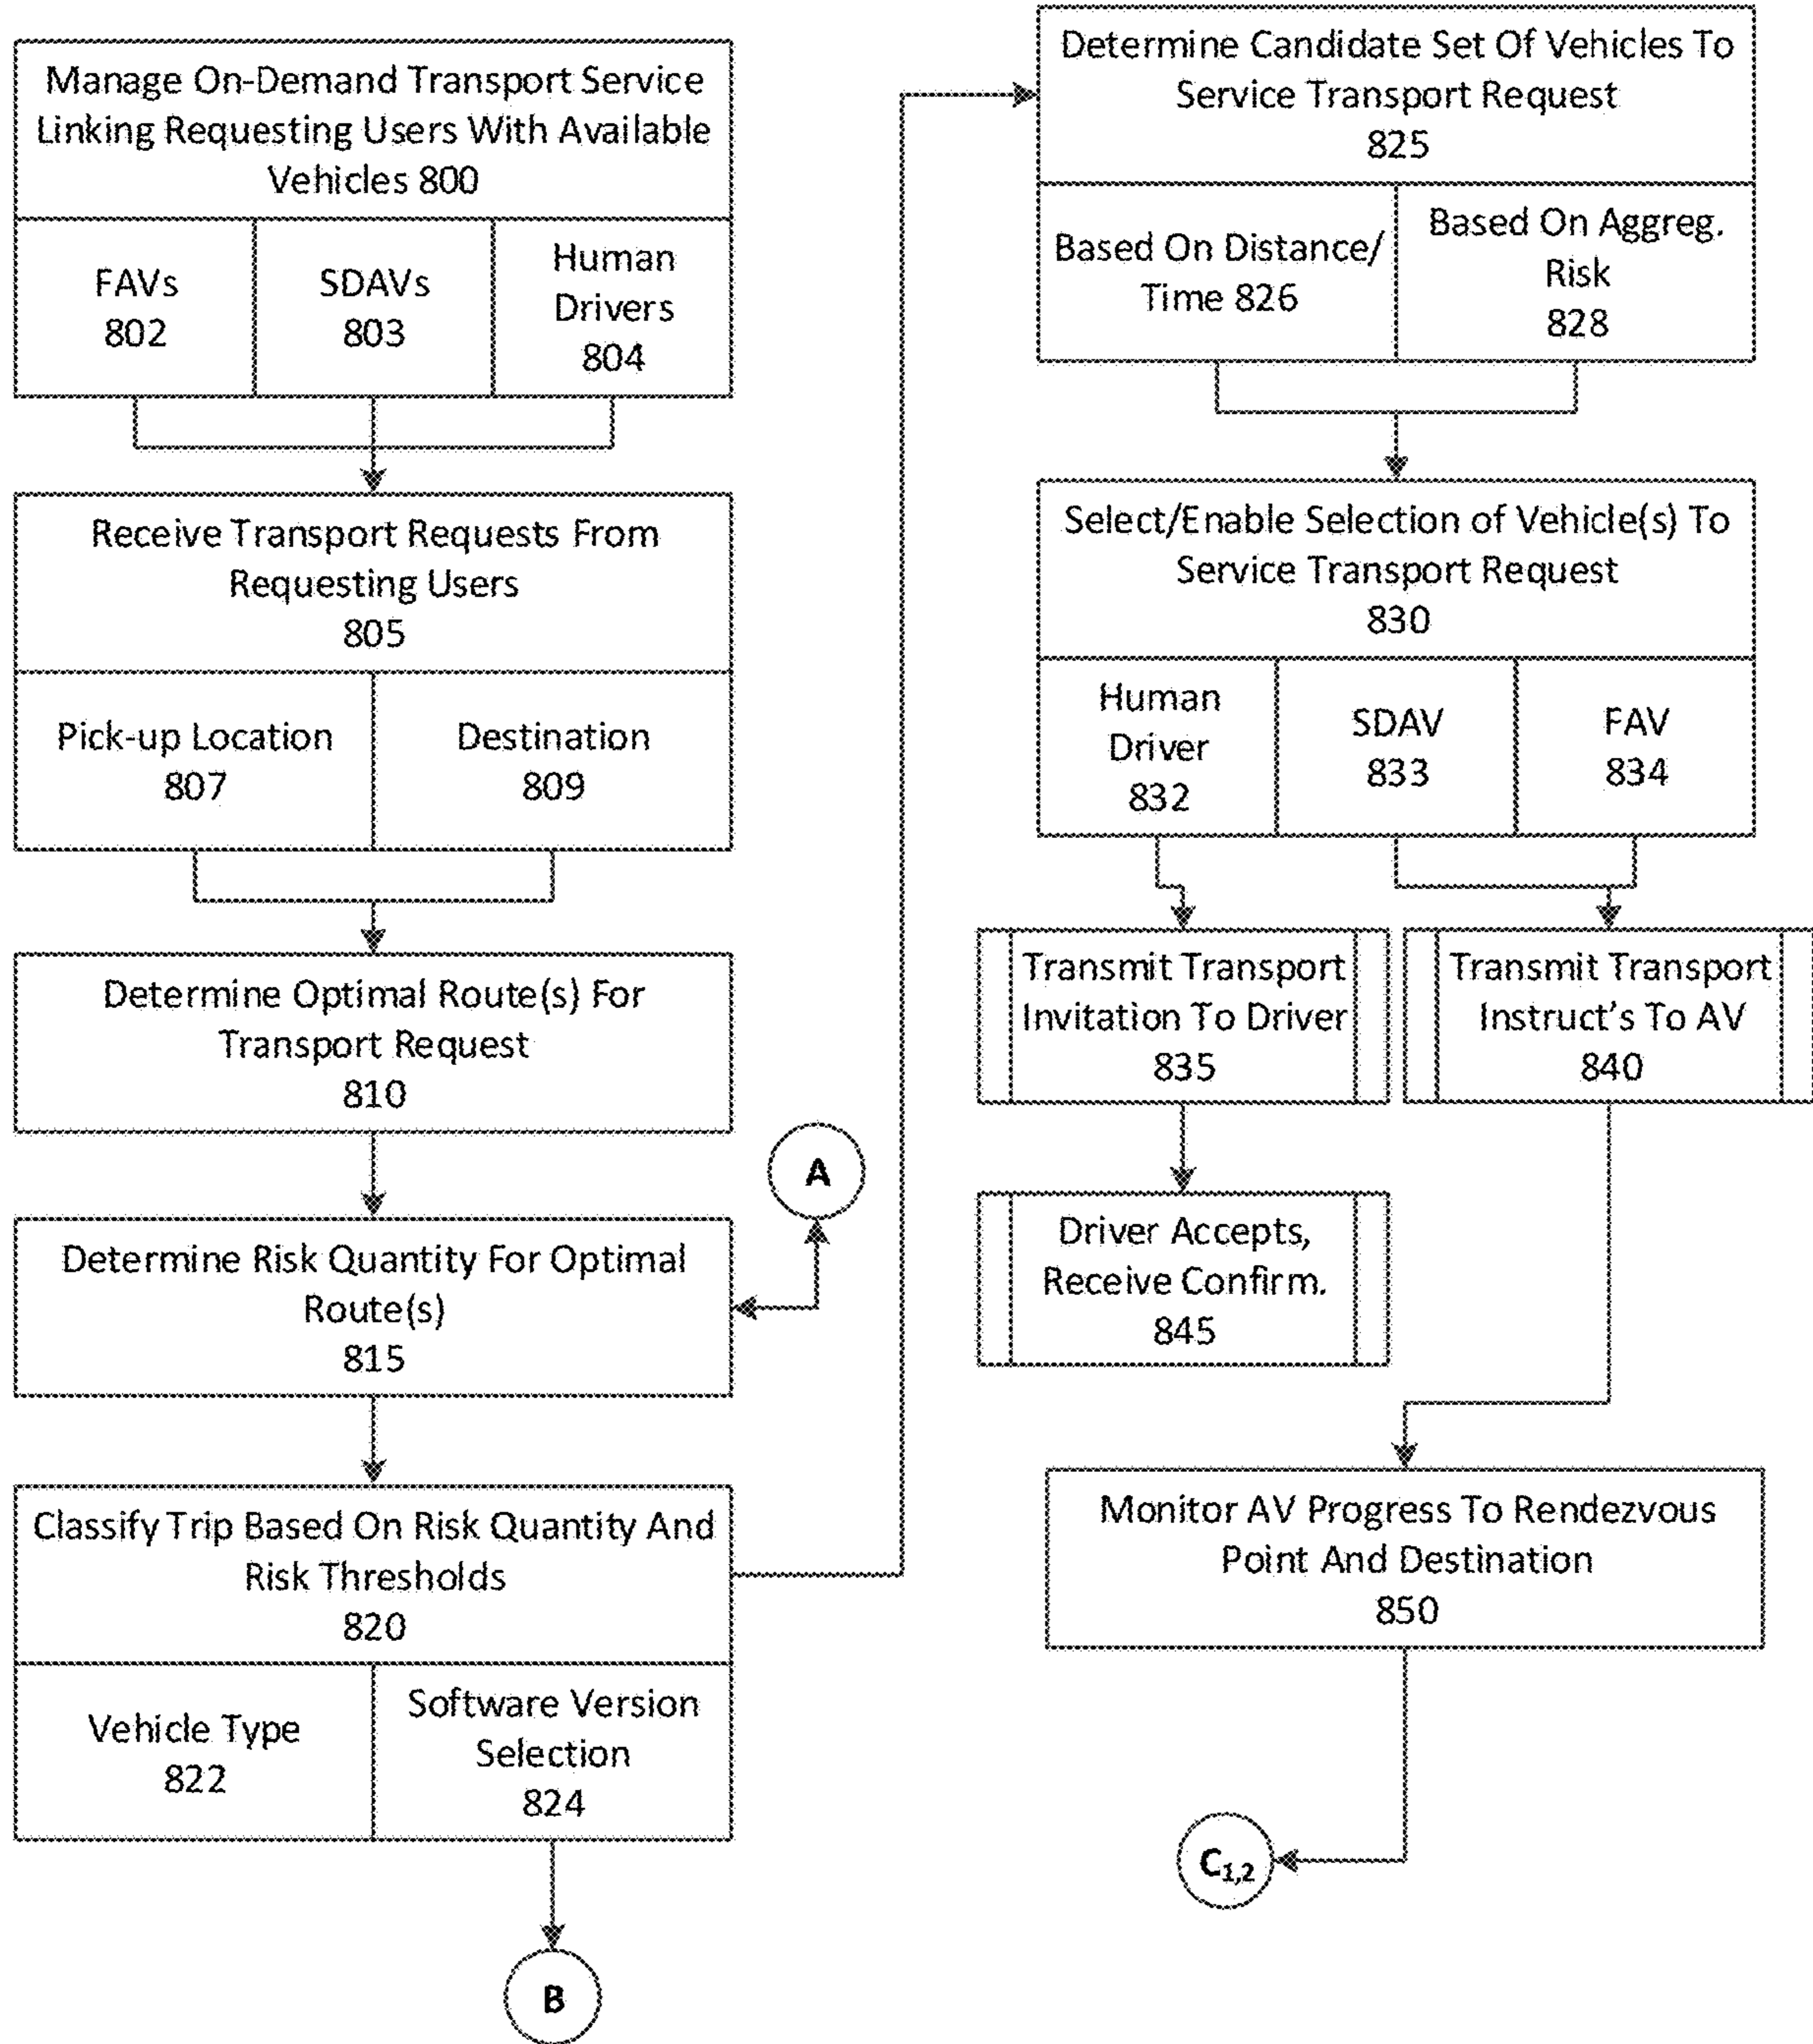 Manage On-Demand Transport Service
Linking Requesting Users With Available
Vehicles 800
FAVs
802
SDAVs
803
Human
Drivers
804
Receive Transport Requests From
Requesting Users
805
Pick-up Location
807
Destination
809
Determine Optimal Route(s) For
Transport Request
810
A
Determine Risk Quantity For Optimal
Route(s)
815
Classify Trip Based On Risk Quantity And
Risk Thresholds
820
Vehicle Type
822
Software Version
Selection
824
B
Determine Candidate Set Of Vehicles To
Service Transport Request
825
Based On Distance/
Time 826
Based On Aggreg.
Risk
828
Select/Enable Selection of Vehicle(s) To
Service Transport Request
830
Human
Driver
832
SDAV
833
FAV
834
Transmit Transport
Invitation To Driver
835
Transmit Transport
Instruct's To AV
840
Driver Accepts,
Receive Confirm.
845
Monitor AV Progress To Rendezvous
Point And Destination
850
C1,2